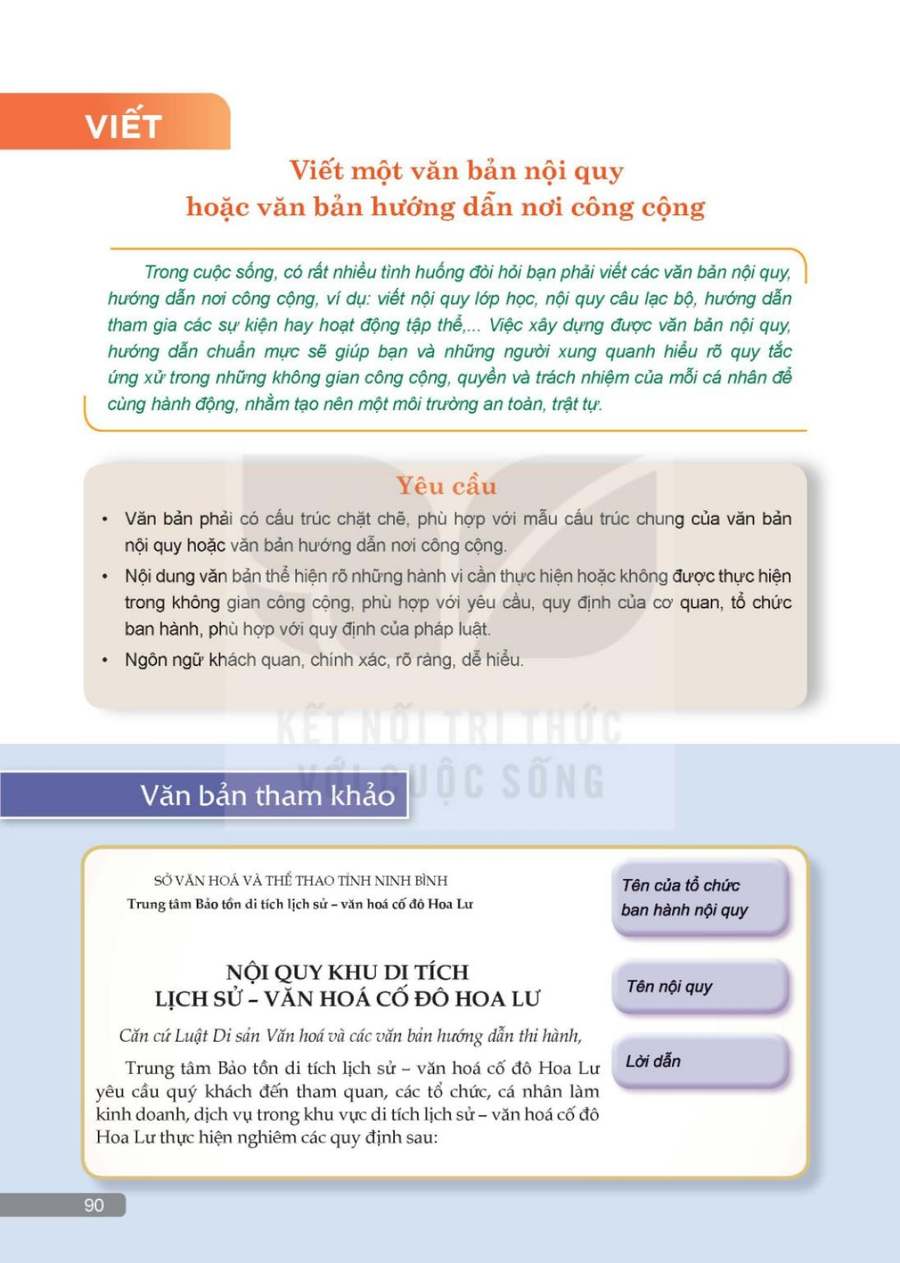 VIẾT
Viết một văn bản nội quy
hoặc văn bản hướng dẫn nơi công cộng
Trong cuộc sống, có rất nhiều tình huống đòi hỏi bạn phải viết các văn bản nội quy,
hướng dẫn nơi công cộng, ví dụ: viết nội quy lớp học, nội quy câu lạc bộ, hướng dẫn
tham gia các sự kiện hay hoạt động tập thể,... Việc xây dựng được văn bản nội quy,
hướng dẫn chuẩn mực sẽ giúp bạn và những người xung quanh hiểu rõ quy tắc
ứng xử trong những không gian công cộng, quyền và trách nhiệm của mỗi cá nhân để
cùng hành động, nhằm tạo nên một môi trường an toàn, trật tự.
Yêu cầu
• Văn bản phải có cấu trúc chặt chẽ, phù hợp với mẫu cấu trúc chung của văn bản
nội quy hoặc văn bản hướng dẫn nơi công cộng.
• Nội dung văn bản thể hiện rõ những hành vi cần thực hiện hoặc không được thực hiện
trong không gian công cộng, phù hợp với yêu cầu, quy định của cơ quan, tổ chức
ban hành, phù hợp với quy định của pháp luật.
• Ngôn ngữ khách quan, chính xác, rõ ràng, dễ hiểu.
KẾT NỐI TRI THỨC
VỚI CUỘC SỐNG
Văn bản tham khảo
SỞ VĂN HOÁ VÀ THỂ THAO TỈNH NINH BÌNH
Trung tâm Bảo tồn di tích lịch sử – văn hoá cố đô Hoa Lư
Tên của tổ chức
ban hành nội quy
NỘI QUY KHU DI TÍCH
LỊCH SỬ – VĂN HOÁ CỐ ĐÔ HOA LƯ
Tên nội quy
Căn cứ Luật Di sản Văn hoá và các văn bản hướng dẫn thi hành,
Trung tâm Bảo tồn di tích lịch sử – văn hoá cố đô Hoa Lư
yêu cầu quý khách đến tham quan, các tổ chức, cá nhân làm
kinh doanh, dịch vụ trong khu vực di tích lịch sử – văn hoá cố đô
Hoa Lư thực hiện nghiêm các quy định sau:
Lời dẫn
90